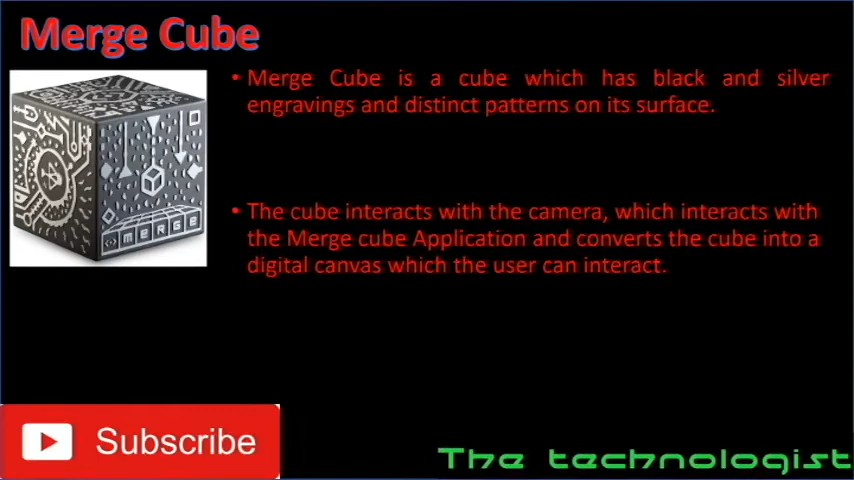 Merge Cube
• Merge Cube is a cube which has black and silver
engravings and distinct patterns on its surface.
• The cube interacts with the camera, which interacts with
the Merge cube Application and converts the cube into a
digital canvas which the user can interact.
MERGE
Subscribe
The technologist